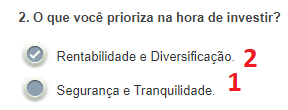 2. O que você prioriza na hora de investir?
Rentabilidade e Diversificação. 2
Segurança e Tranquilidade. 1